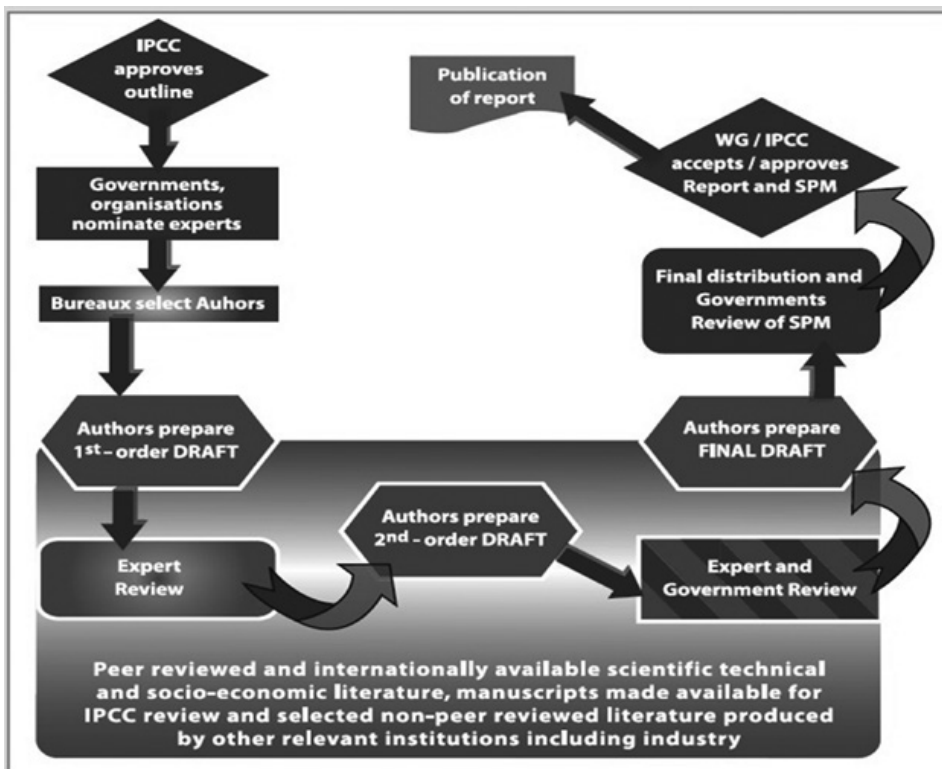 IPCC
approves
outline
Governments,
organisations
nominate experts
Bureaux select Auhors
Authors prepare
1st-order DRAFT
Expert
Review
Authors prepare
2nd-order DRAFT
Expert and
Government Review
Authors prepare
FINAL DRAFT
Final distribution and
Governments
Review of SPM
WG / IPCC
accepts / approves
Report and SPM
Publication
of report
Peer reviewed and internationally available scientific technical
and socio-economic literature, manuscripts made available for
IPCC review and selected non-peer reviewed literature produced
by other relevant institutions including industry